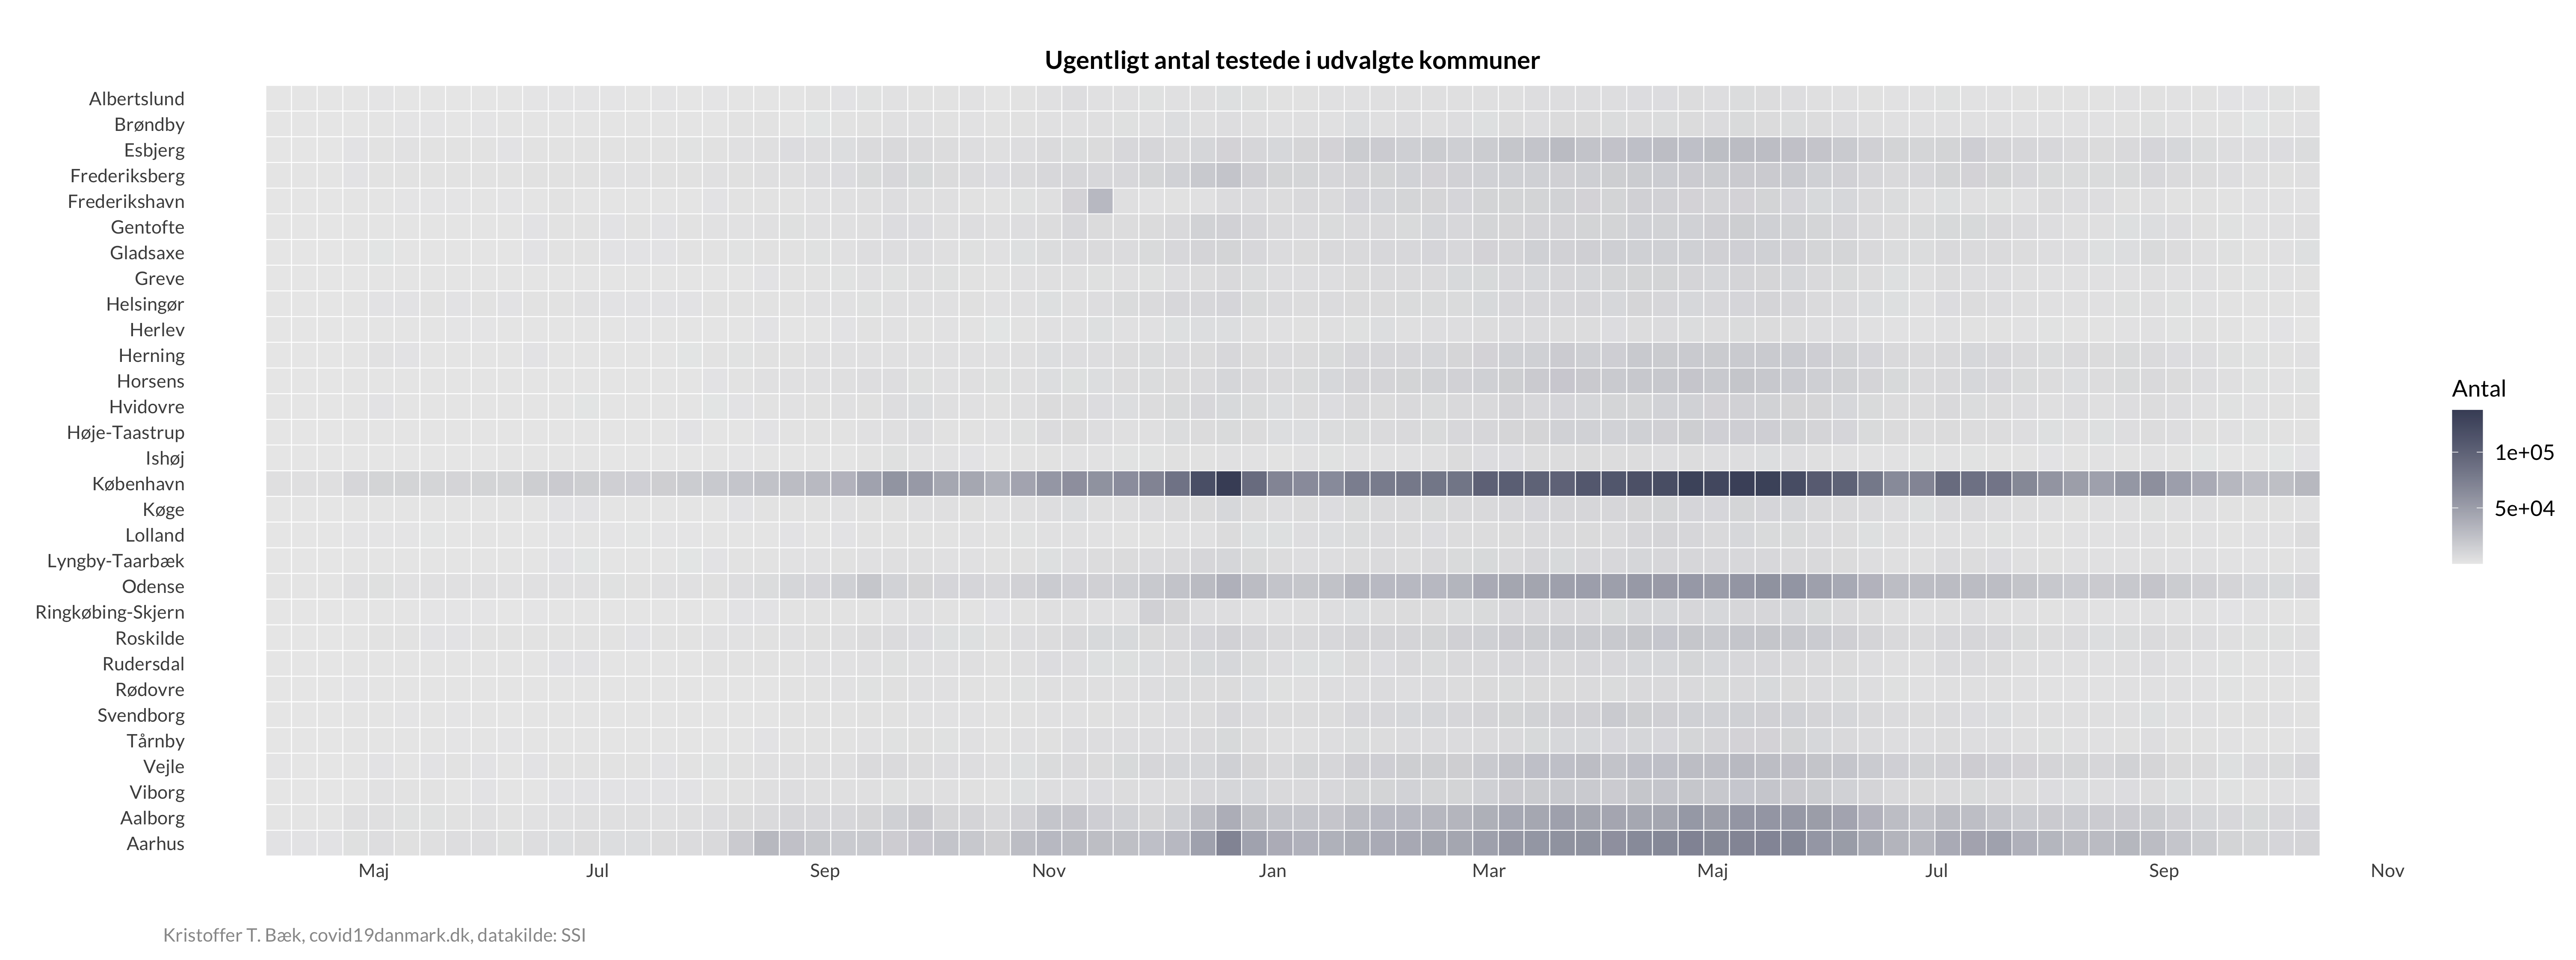 Ugentligt antal testede i udvalgte kommuner
Albertslund
Brøndby
Esbjerg
Frederiksberg
Frederikshavn
Gentofte
Gladsaxe
Greve
Helsingør
Herlev
Herning
Horsens
Hvidovre
Høje-Taastrup
Ishøj
København
Køge
Lolland
Lyngby-Taarbæk
Odense
Ringkøbing-Skjern
Roskilde
Rudersdal
Rødovre
Svendborg
Tårnby
Vejle
Viborg
Aalborg
Aarhus
Maj Jul Sep Nov Jan Mar Maj Jul Sep Nov
Antal
1e+05
5e+04
Kristoffer T. Bæk, covid19danmark.dk, datakilde: SSI